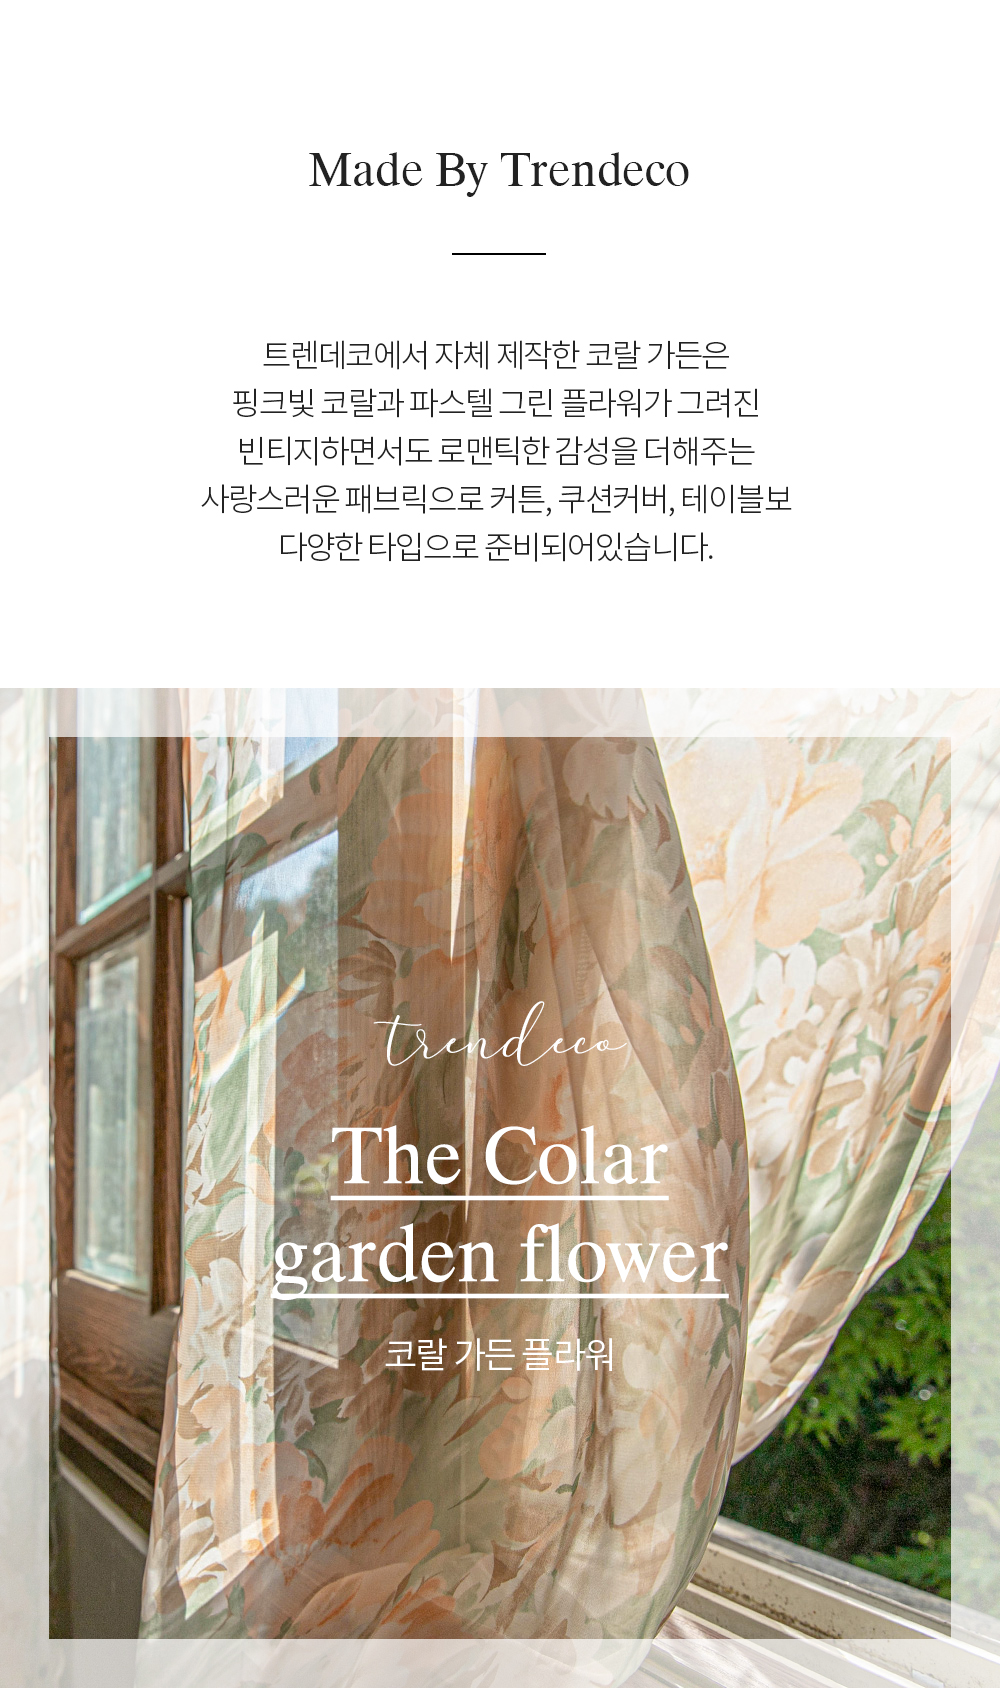 Made By Trendeco
트렌데코에서 자체 제작한 코랄 가든은
핑크빛 코랄과 파스텔 그린 플라워가 그려진
빈티지하면서도 로맨틱한 감성을 더해주는
사랑스러운 패브릭으로 커튼, 쿠션커버, 테이블보
다양한 타입으로 준비되어있습니다.
trendeco
The Colar
garden flower
코랄 가든 플라워